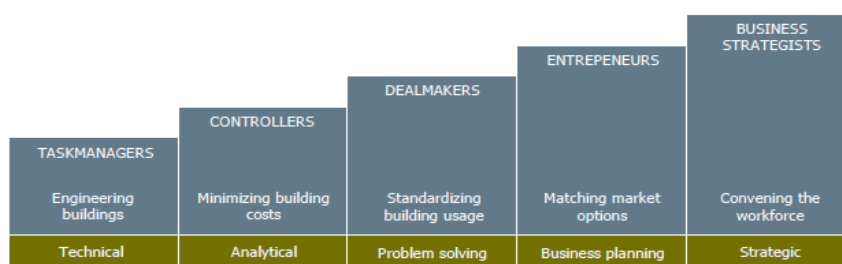 BUSINESS
STRATEGISTS
ENTREPENEURS
DEALMAKERS
CONTROLLERS
TASKMANAGERS
Engineering
buildings
Minimizing building
costs
Standardizing
building usage
Matching market
options
Convening the
workforce
Technical
Analytical
Problem solving
Business planning
Strategic